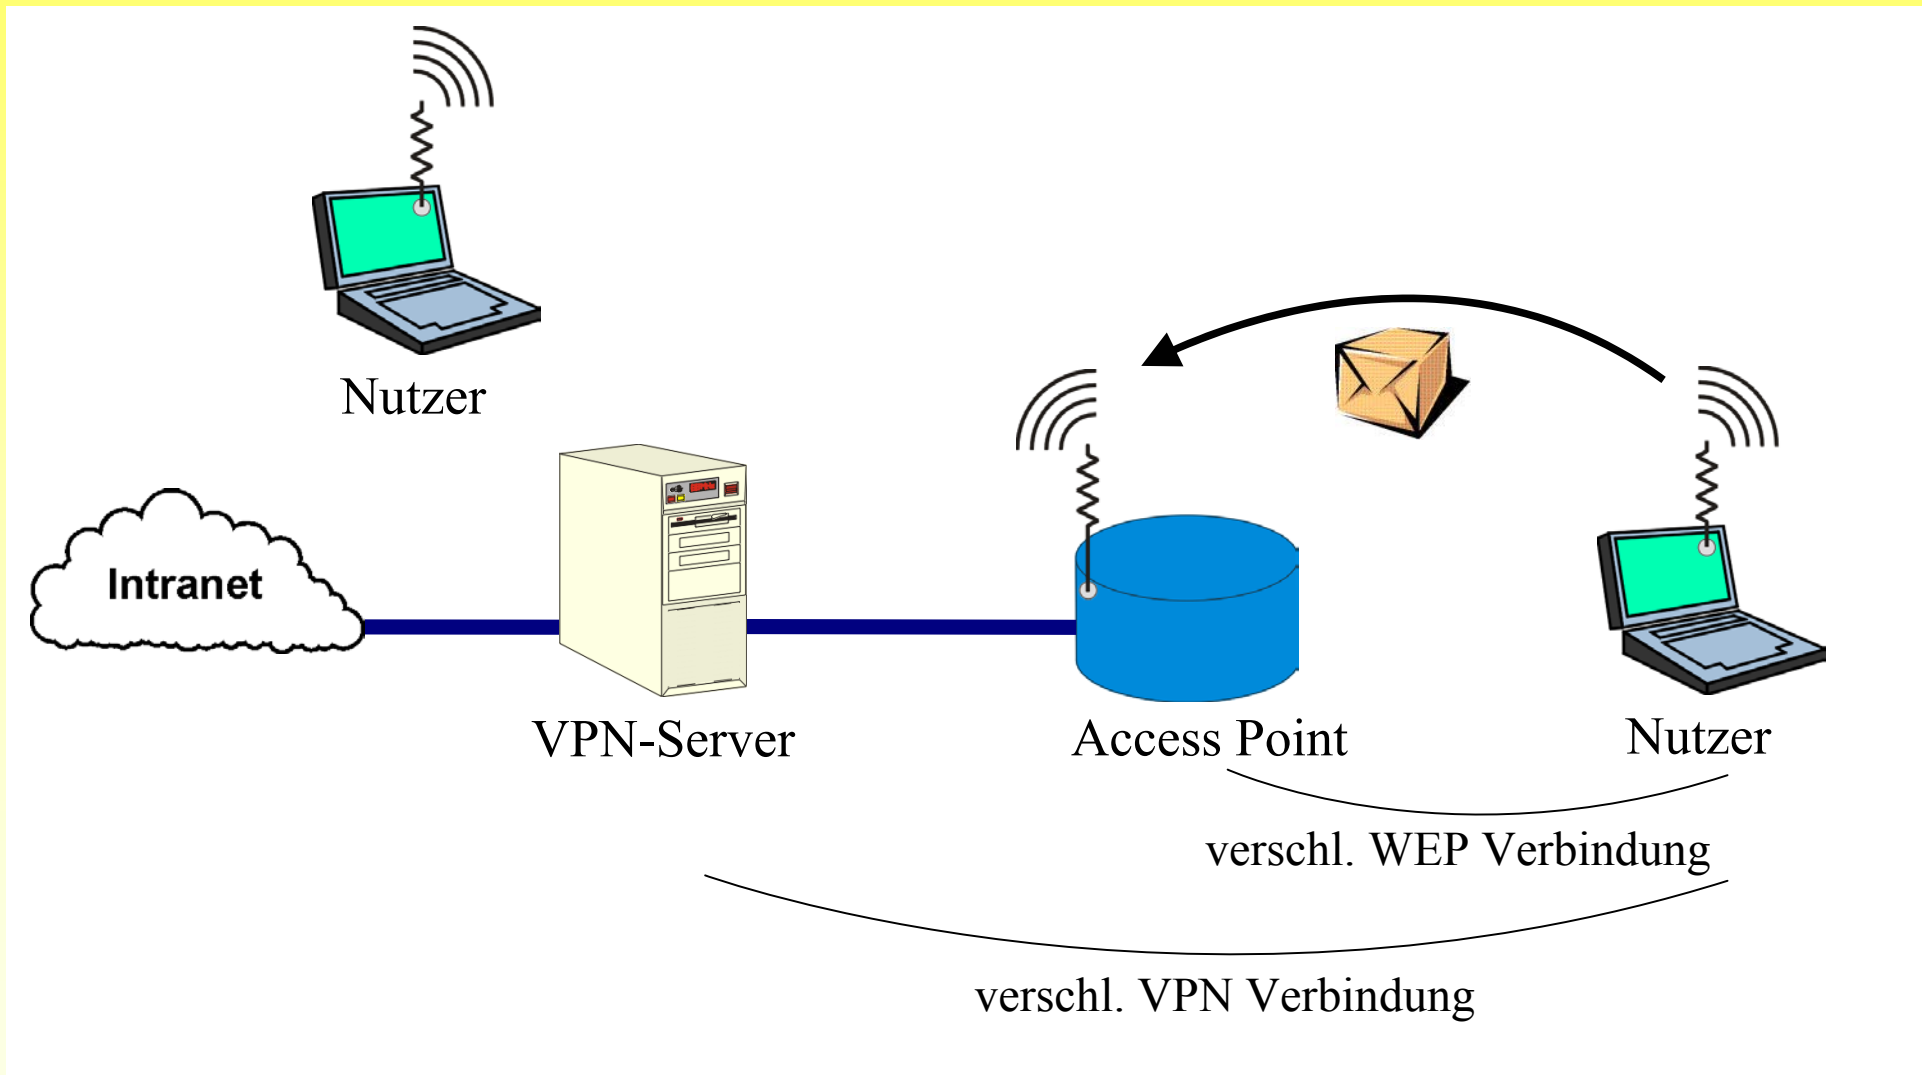 Nutzer
Intranet
VPN-Server
Access Point
Nutzer
verschl. WEP Verbindung
verschl. VPN Verbindung